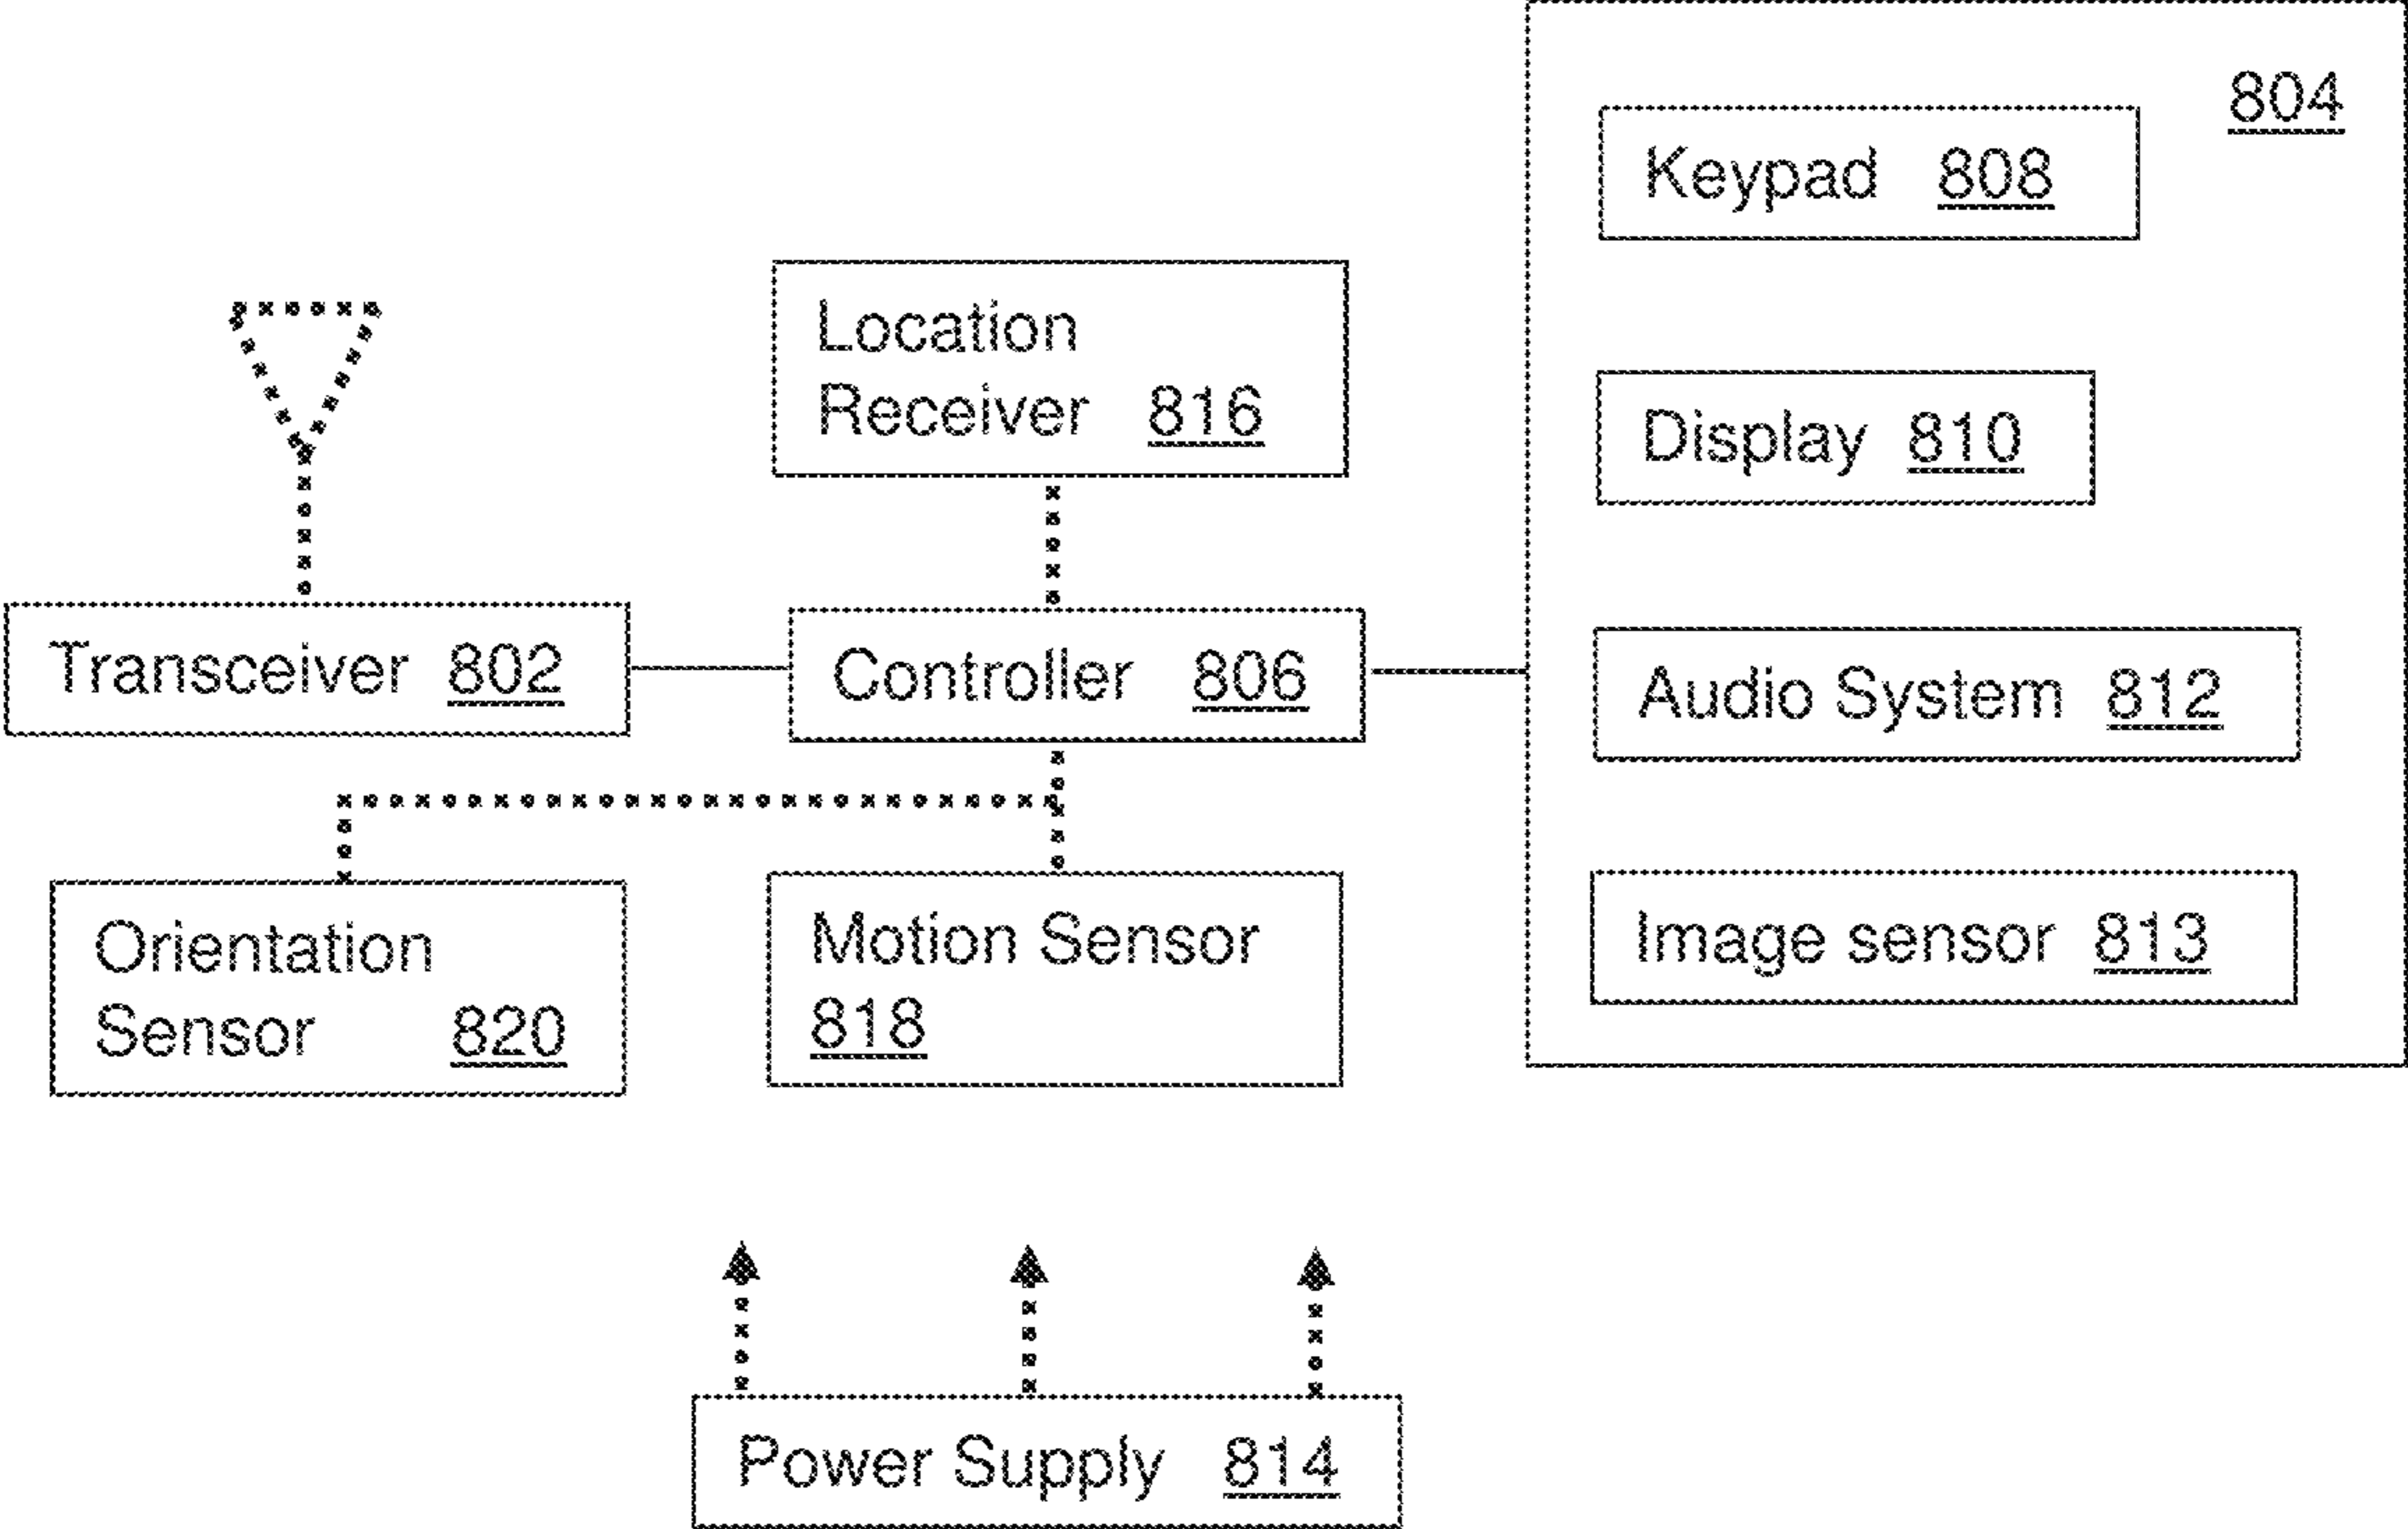 804
Keypad 808
Location
Receiver 816
Display 810
Transceiver 802
Controller 806
Audio System 812
Orientation
Sensor 820
Motion Sensor
818
Image sensor 813
Power Supply 814